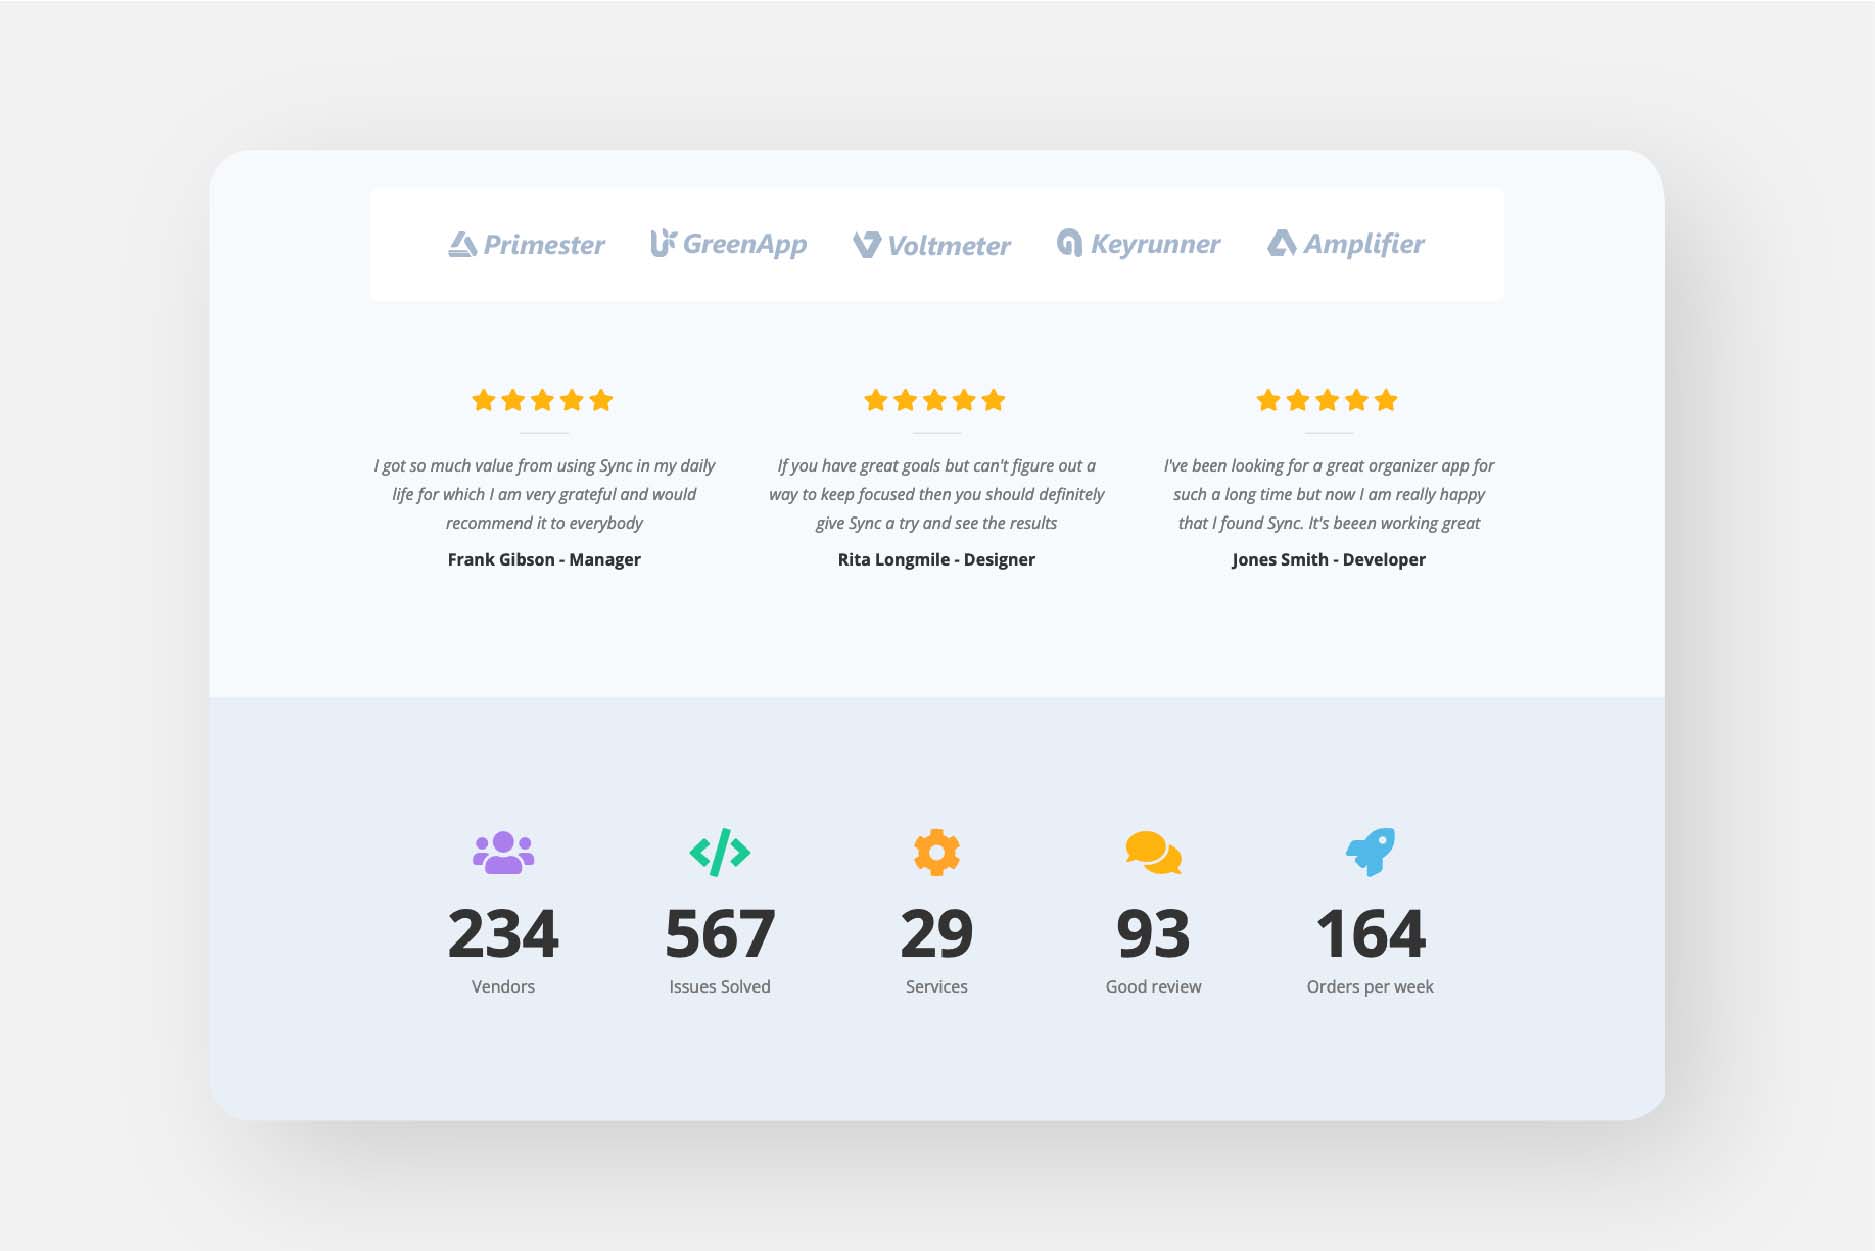 Primester GreenApp Voltmeter Keyrunner Amplifier
I got so much value from using Sync in my daily
life for which I am very grateful and would
recommend it to everybody
Frank Gibson - Manager
If you have great goals but can't figure out a
way to keep focused then you should definitely
give Sync a try and see the results
Rita Longmile - Designer
I've been looking for a great organizer app for
such a long time but now I am really happy
that I found Sync. It's beeen working great
Jones Smith - Developer
234
Vendors
567
Issues Solved
29
Services
93
Good review
164
Orders per week